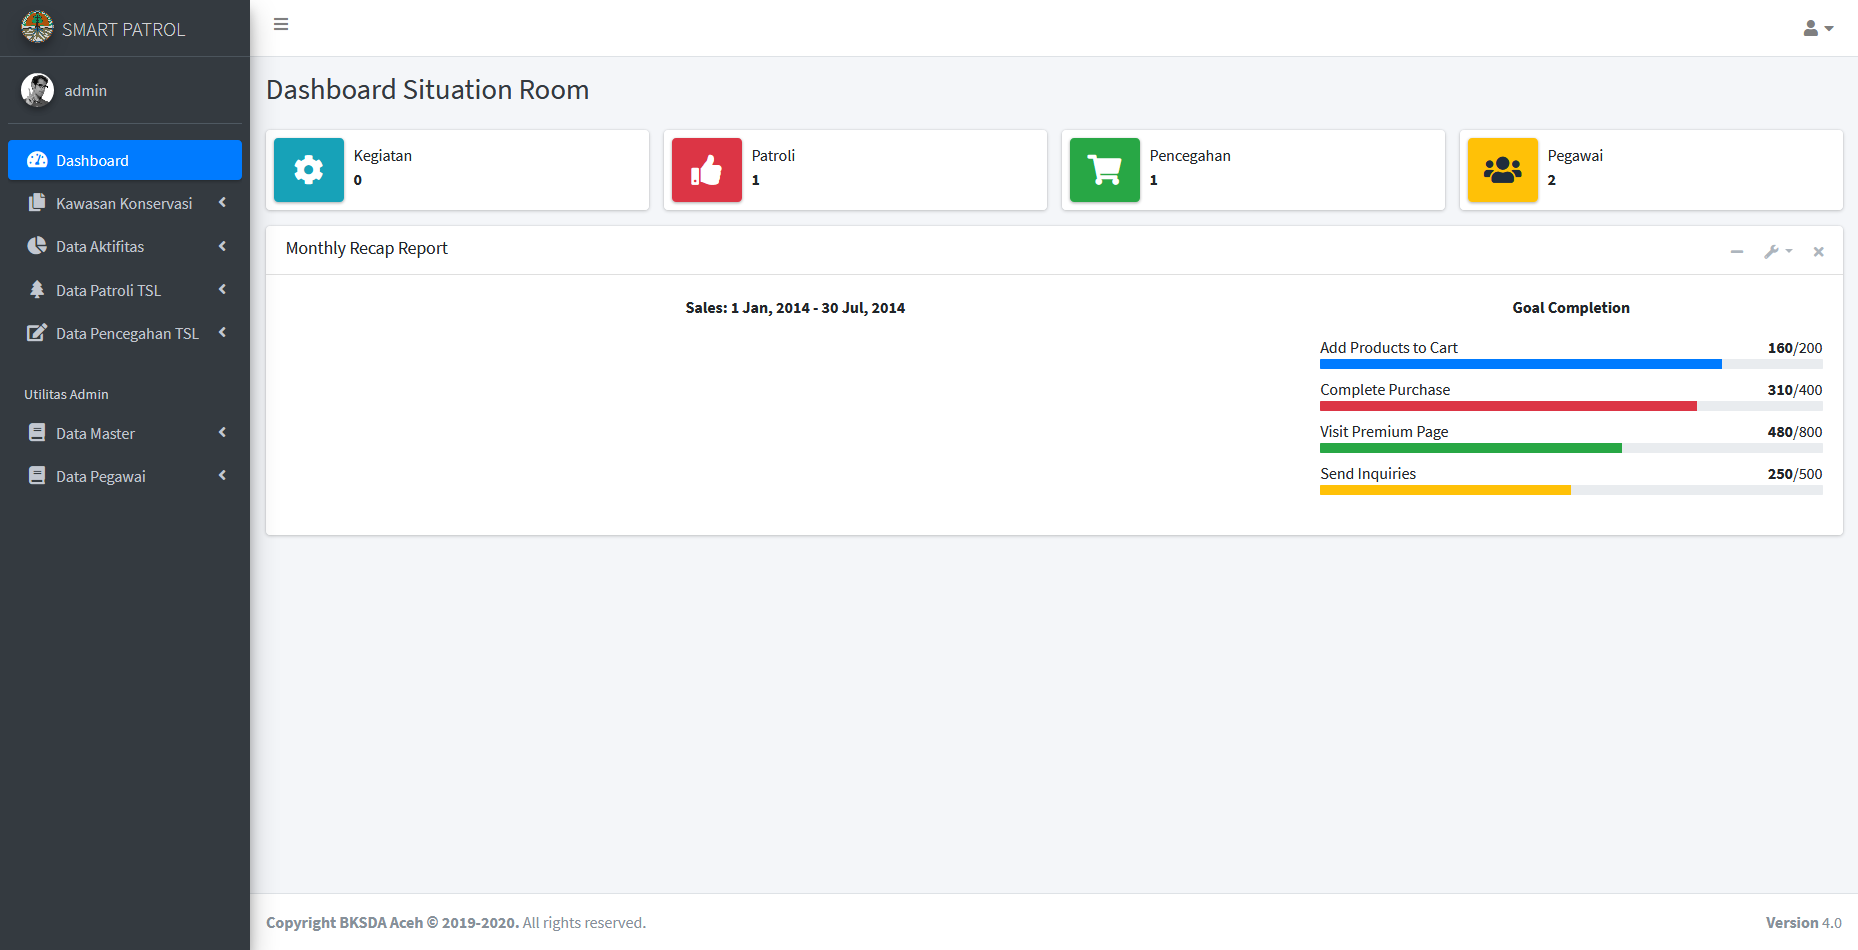 SMART PATROL
admin
Dashboard
Kawasan Konservasi
Data Aktifitas
Data Patroli TSL
Data Pencegahan TSL
Utilitas Admin
Data Master
Data Pegawai
Dashboard Situation Room
Kegiatan
0
Patroli
1
Pencegahan
1
Pegawai
2
Monthly Recap Report
Sales: 1 Jan, 2014 - 30 Jul, 2014
Goal Completion
Add Products to Cart 160/200
Complete Purchase 310/400
Visit Premium Page 480/800
Send Inquiries 250/500
Copyright BKSDA Aceh © 2019-2020. All rights reserved.
Version 4.0